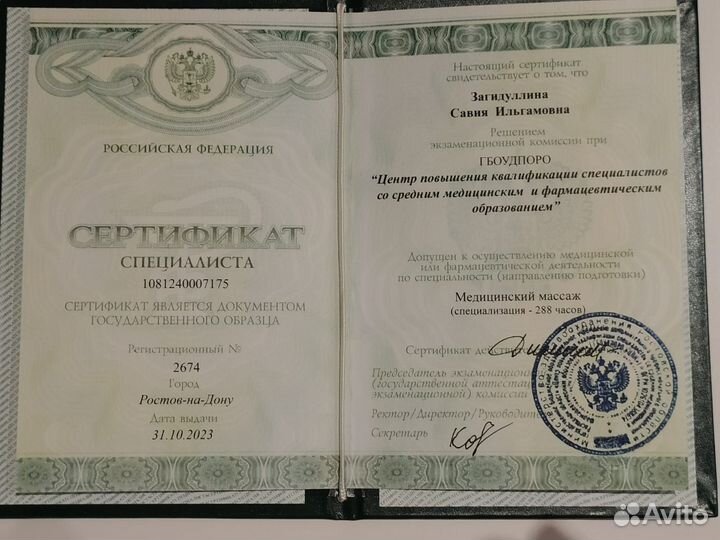 РОССИЙСКАЯ ФЕДЕРАЦИЯ
СЕРТИФИКАТ
СПЕЦИАЛИСТА
1081240007175
СЕРТИФИКАТ ЯВЛЯЕТСЯ ДОКУМЕНТОМ
ГОСУДАРСТВЕННОГО ОБРАЗЦА
Регистрационный №
2674
Город
Ростов-на-Дону
Дата выдачи
31.10.2023
Настоящий сертификат
свидетельствует о том, что
Загидуллина
Савия Ильгамовна
Решением
экзаменационной комиссии при
ГБОУДПОРО
“Центр повышения квалификации специалистов
со средним медицинским и фармацевтическим
образованием”
Допущен к осуществлению медицинской
или фармацевтической деятельности
по специальности (направлению подготовки)
Медицинский массаж
(специализация - 288 часов)
Сертификат
Председатель экзаменационной
(государственной
экзаменационной) комиссии
Ректор/Директор/Руководитель
Секретарь
Avito